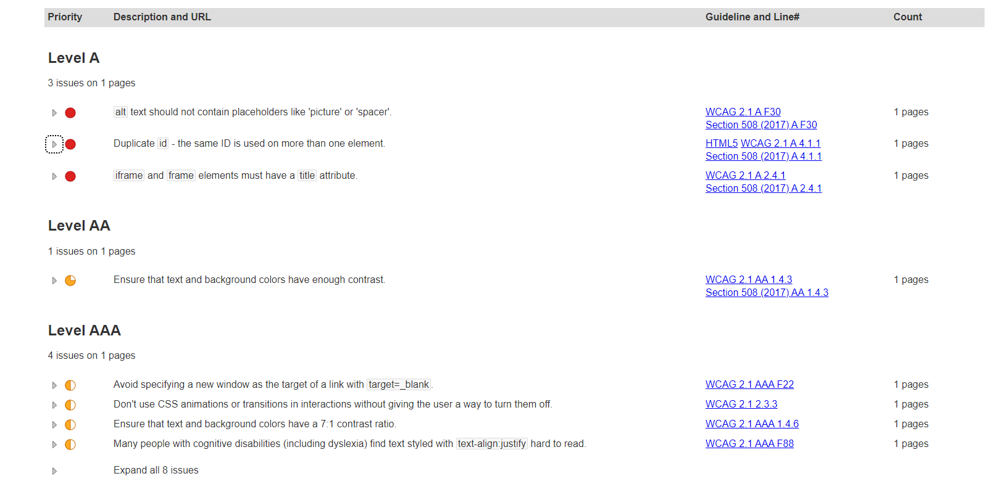 Priority Description and URL Guideline and Line# Count
Level A
3 issues on 1 pages
alt text should not contain placeholders like 'picture' or 'spacer'. WCAG 2.1 A F30 1 pages
Section 508 (2017) A F30
Duplicate id - the same ID is used on more than one element. HTML5 WCAG 2.1 A 4.1.1 1 pages
Section 508 (2017) A 4.1.1
iframe and frame elements must have a title attribute. WCAG 2.1 A 2.4.1 1 pages
Section 508 (2017) A 2.4.1
Level AA
1 issues on 1 pages
Ensure that text and background colors have enough contrast. WCAG 2.1 AA 1.4.3 1 pages
Section 508 (2017) AA 1.4.3
Level AAA
4 issues on 1 pages
Avoid specifying a new window as the target of a link with target=_blank. WCAG 2.1 AAA F22 1 pages
Don't use CSS animations or transitions in interactions without giving the user a way to turn them off. WCAG 2.1 2.3.3 1 pages
Ensure that text and background colors have a 7:1 contrast ratio. WCAG 2.1 AAA 1.4.6 1 pages
Many people with cognitive disabilities (including dyslexia) find text styled with text-align:justify hard to read. WCAG 2.1 AAA F88 1 pages
Expand all 8 issues